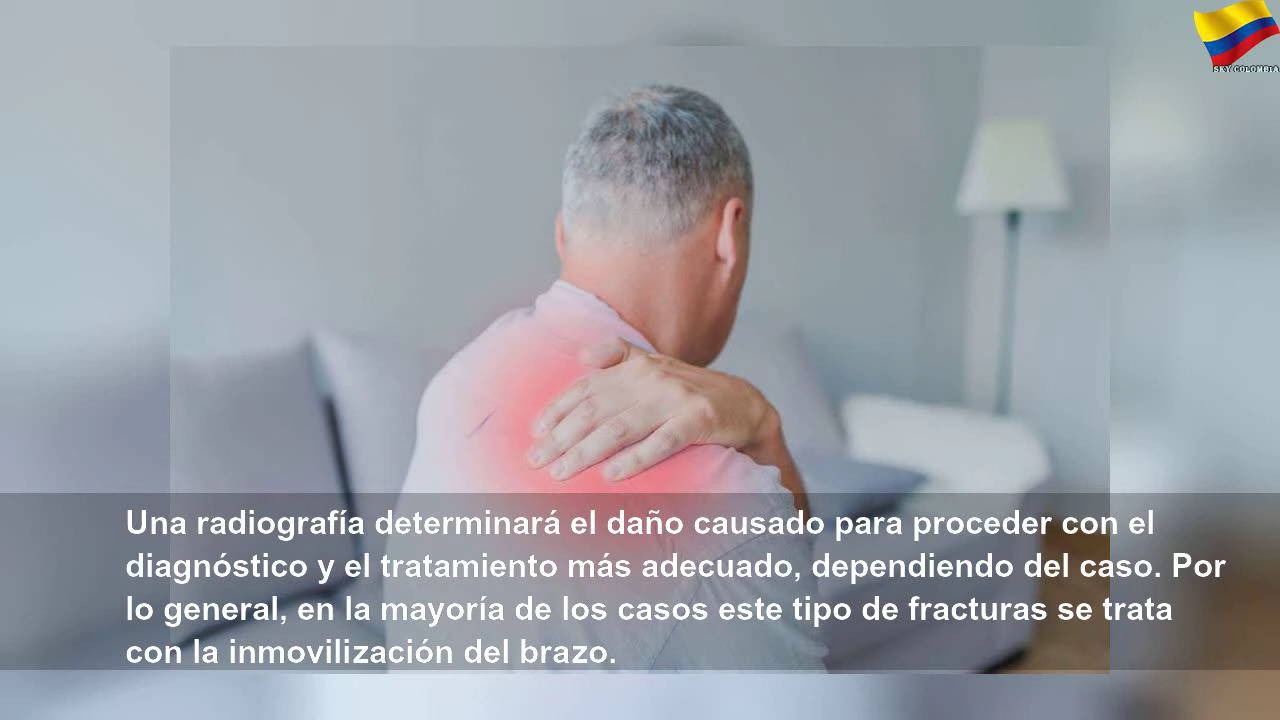 SKY COLOMBIA
Una radiografía determinará el daño causado para proceder con el
diagnóstico y el tratamiento más adecuado, dependiendo del caso. Por
lo general, en la mayoría de los casos este tipo de fracturas se trata
con la inmovilización del brazo.